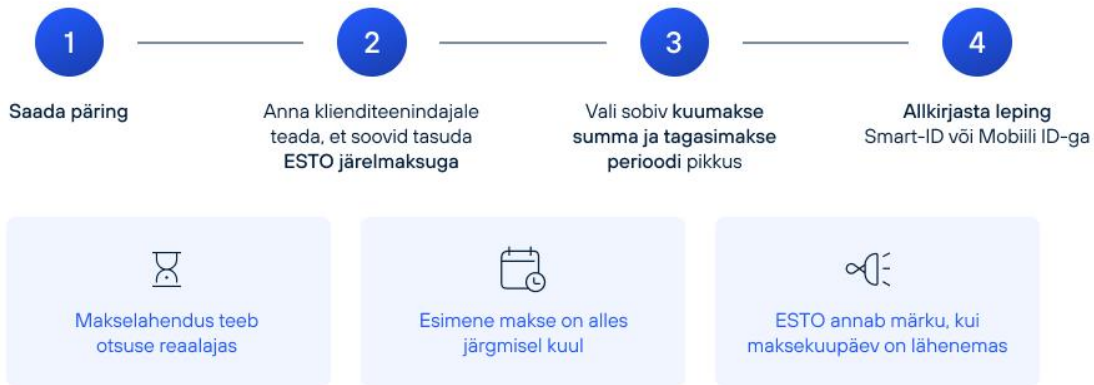 1
2
3
4
Saada päring
Anna klienditeenindajale
teada, et soovid tasuda
ESTO järelmaksuga
Vali sobiv kuumakse
summa ja tagasimakse
perioodi pikkus
Allkirjasta leping
Smart-ID või Mobiili ID-ga
Makselahendus teeb
otsuse reaalajas
Esimene makse on alles
järgmisel kuul
ESTO annab märku, kui
maksekuupäev on lähenemas